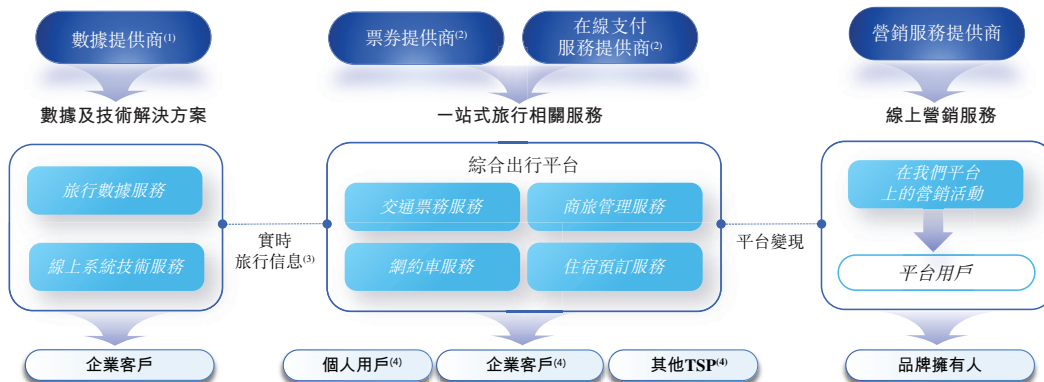 數據提供商(1)
票券提供商(2)
在線支付
服務提供商(2)
營銷服務提供商
數據及技術解決方案
一站式旅行相關服務
線上營銷服務
旅行數據服務
線上系統技術服務
實時
旅行信息(3)
綜合出行平台
交通票務服務
商旅管理服務
網約車服務
住宿預訂服務
平台變現
在我們平台
上的營銷活動
平台用戶
企業客戶
個人用戶(4)
企業客戶(4)
其他TSP(4)
品牌擁有人